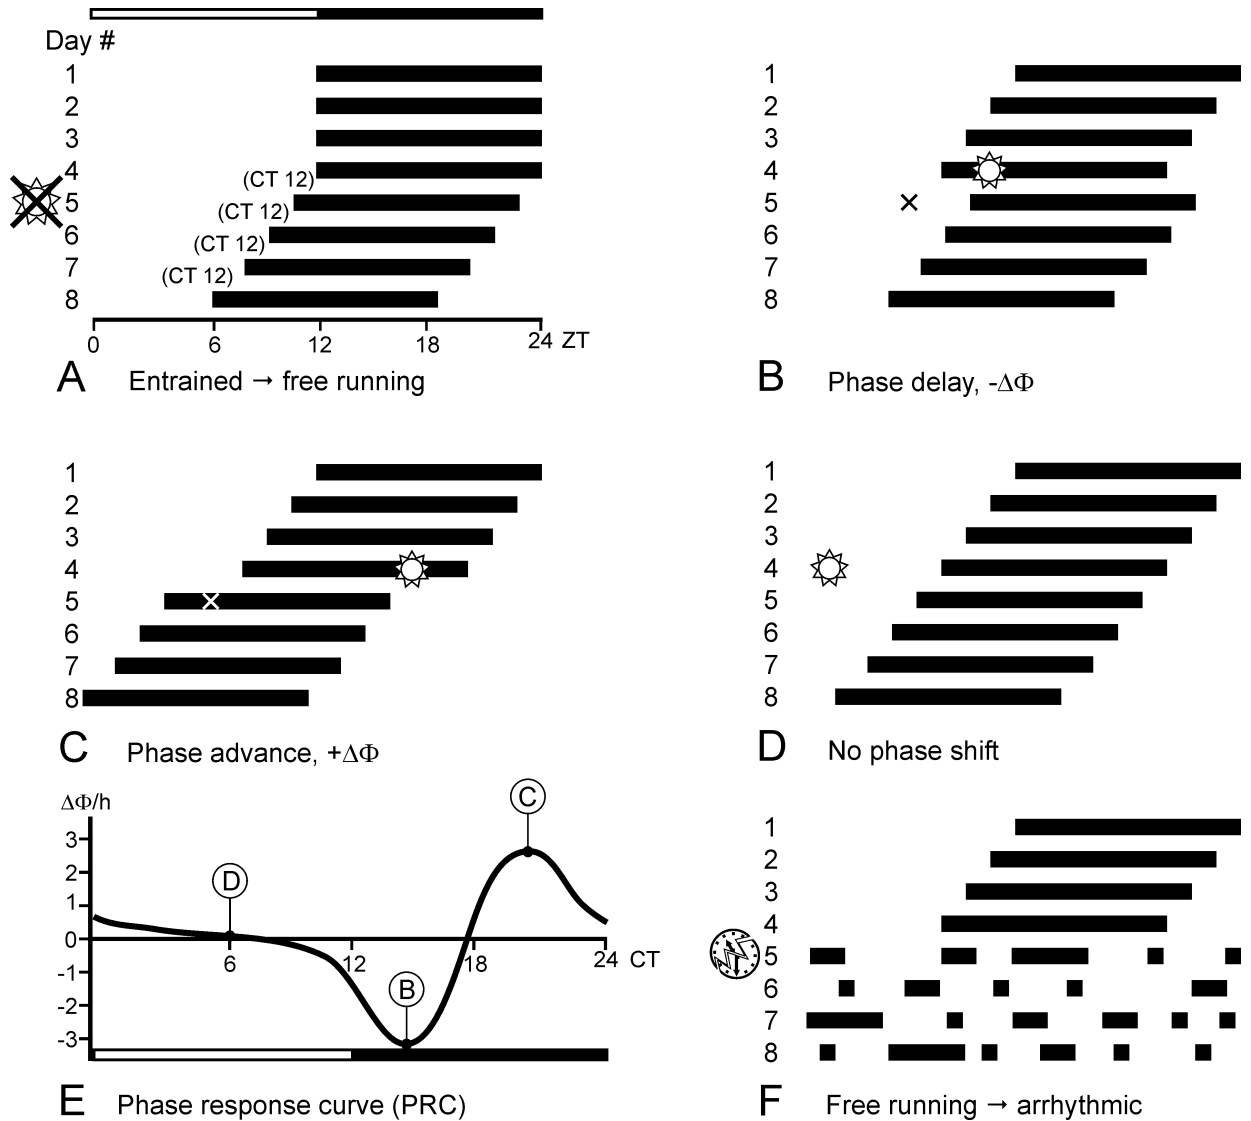 Day #
1
2
3
4
(CT 12)
5
(CT 12)
6
(CT 12)
7
(CT 12)
8
0 6 12 18 24 ZT
A Entrained → free running
1
2
3
4
5
6
7
8
B Phase delay, -ΔΦ
1
2
3
4
5
6
7
8
C Phase advance, +ΔΦ
1
2
3
4
5
6
7
8
D No phase shift
ΔΦ/h
3
2
1
0
-1
-2
-3
6 12 18 24 CT
D
B
C
E Phase response curve (PRC)
1
2
3
4
5
6
7
8
F Free running → arrhythmic